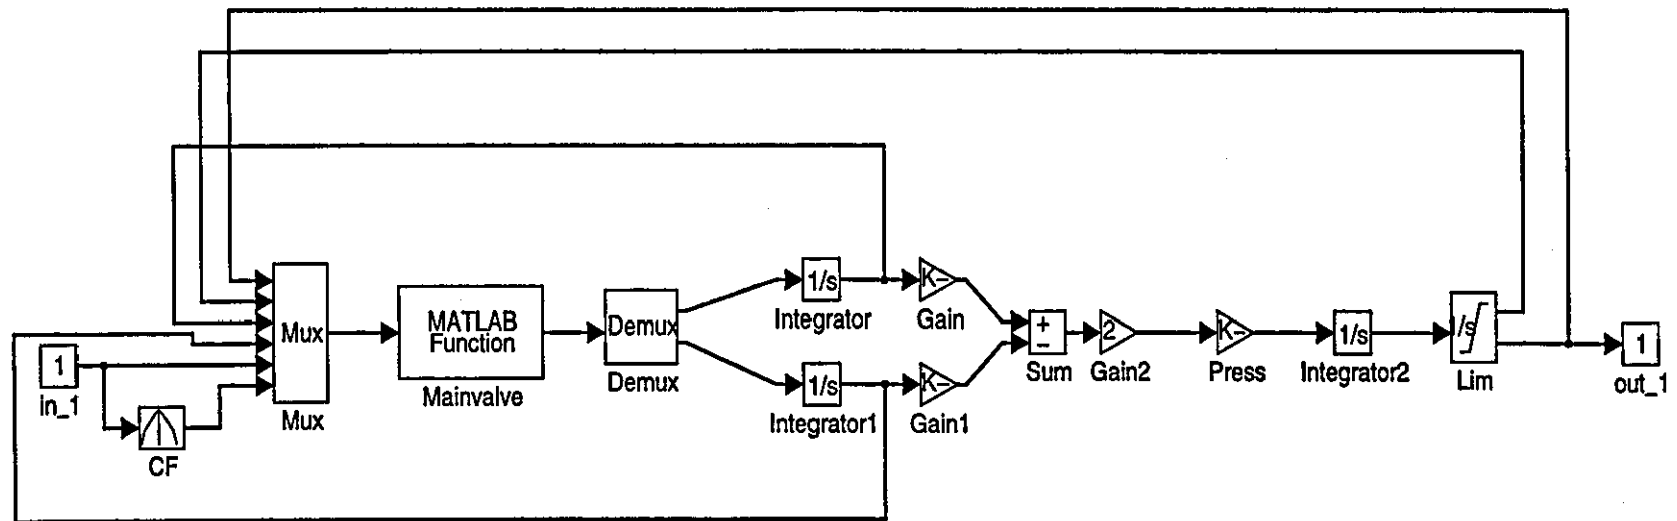 1
in_1
CF
Mux
Mux
MATLAB
Function
Mainvalve
Demux
Demux
1/s
Integrator
1/s
Integrator1
K-
Gain
K-
Gain1
+
-
Sum
2
Gain2
K-
Press
1/s
Integrator2
/s
Lim
1
out_1